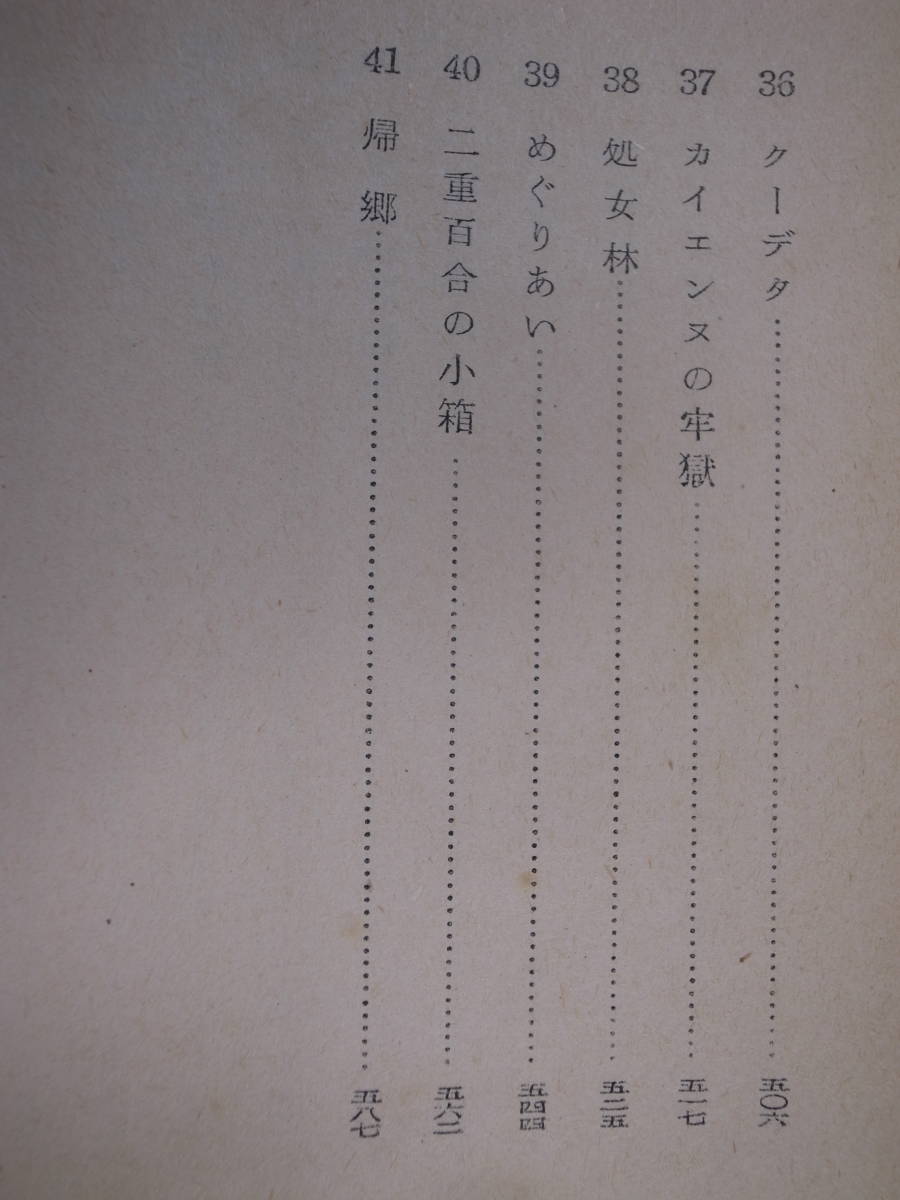 36 クーデタ……五〇六
37 カイエンヌの牢獄……五一七
38 処女林……五二五
39 めぐりあい……五四四
40 二重百合の小箱……五六二
41 帰郷……五八七